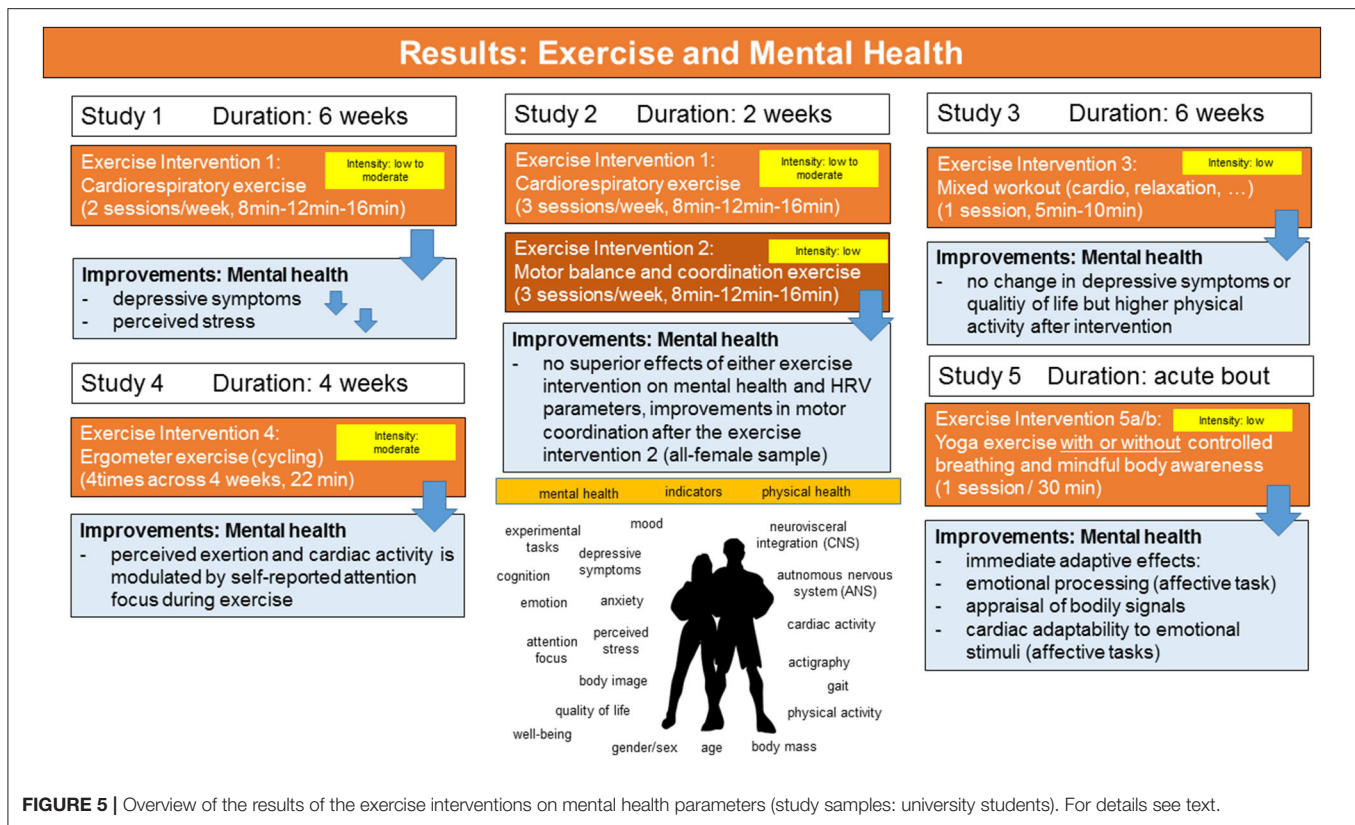 Results: Exercise and Mental Health
Study 1 Duration: 6 weeks
Exercise Intervention 1:
Cardiorespiratory exercise
(2 sessions/week, 8min-12min-16min)
Intensity: low to
moderate
Improvements: Mental health
- depressive symptoms
- perceived stress
Study 4 Duration: 4 weeks
Exercise Intervention 4:
Ergometer exercise (cycling)
(4times across 4 weeks, 22 min)
Intensity:
moderate
Improvements: Mental health
- perceived exertion and cardiac activity is
modulated by self-reported attention
focus during exercise
Study 2 Duration: 2 weeks
Exercise Intervention 1:
Cardiorespiratory exercise
(3 sessions/week, 8min-12min-16min)
Intensity: low to
moderate
Exercise Intervention 2:
Motor balance and coordination exercise
(3 sessions/week, 8min-12min-16min)
Intensity: low
Improvements: Mental health
- no superior effects of either exercise
intervention on mental health and HRV
parameters, improvements in motor
coordination after the exercise
intervention 2 (all-female sample)
mental health indicators physical health
experimental
tasks
mood
depressive
symptoms
cognition
emotion
anxiety
attention
focus
perceived
stress
body image
quality of life
well-being
gender/sex
age
body mass
neurovisceral
integration (CNS)
autnomous nervous
system (ANS)
cardiac activity
actigraphy
gait
physical activity
Study 3 Duration: 6 weeks
Exercise Intervention 3:
Mixed workout (cardio, relaxation, …)
(1 session, 5min-10min)
Intensity: low
Improvements: Mental health
- no change in depressive symptoms or
qualitiy of life but higher physical
activity after intervention
Study 5 Duration: acute bout
Exercise Intervention 5a/b:
Yoga exercise with or without controlled
breathing and mindful body awareness
(1 session / 30 min)
Intensity: low
Improvements: Mental health
- immediate adaptive effects:
- emotional processing (affective task)
- appraisal of bodily signals
- cardiac adaptability to emotional
stimuli (affective tasks)
FIGURE 5 | Overview of the results of the exercise interventions on mental health parameters (study samples: university students). For details see text.